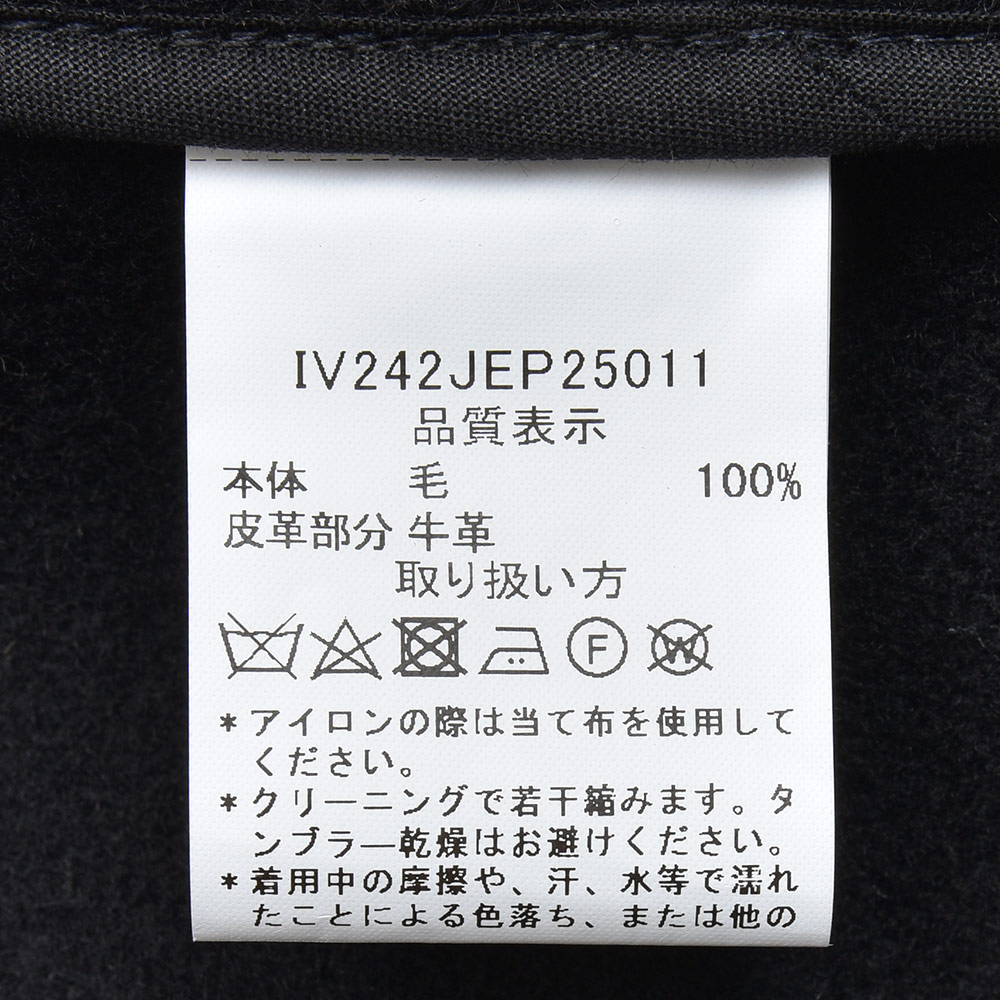 IV242JEP25011
品質表示
本体 毛 100%
皮革部分 牛革
取り扱い方
F W
*アイロンの際は当て布を使用して
ください。
*クリーニングで若干縮みます。タ
ンブラー乾燥はお避けください。
*着用中の摩擦や、汗、水等で濡れ
たことによる色落ち、または他の